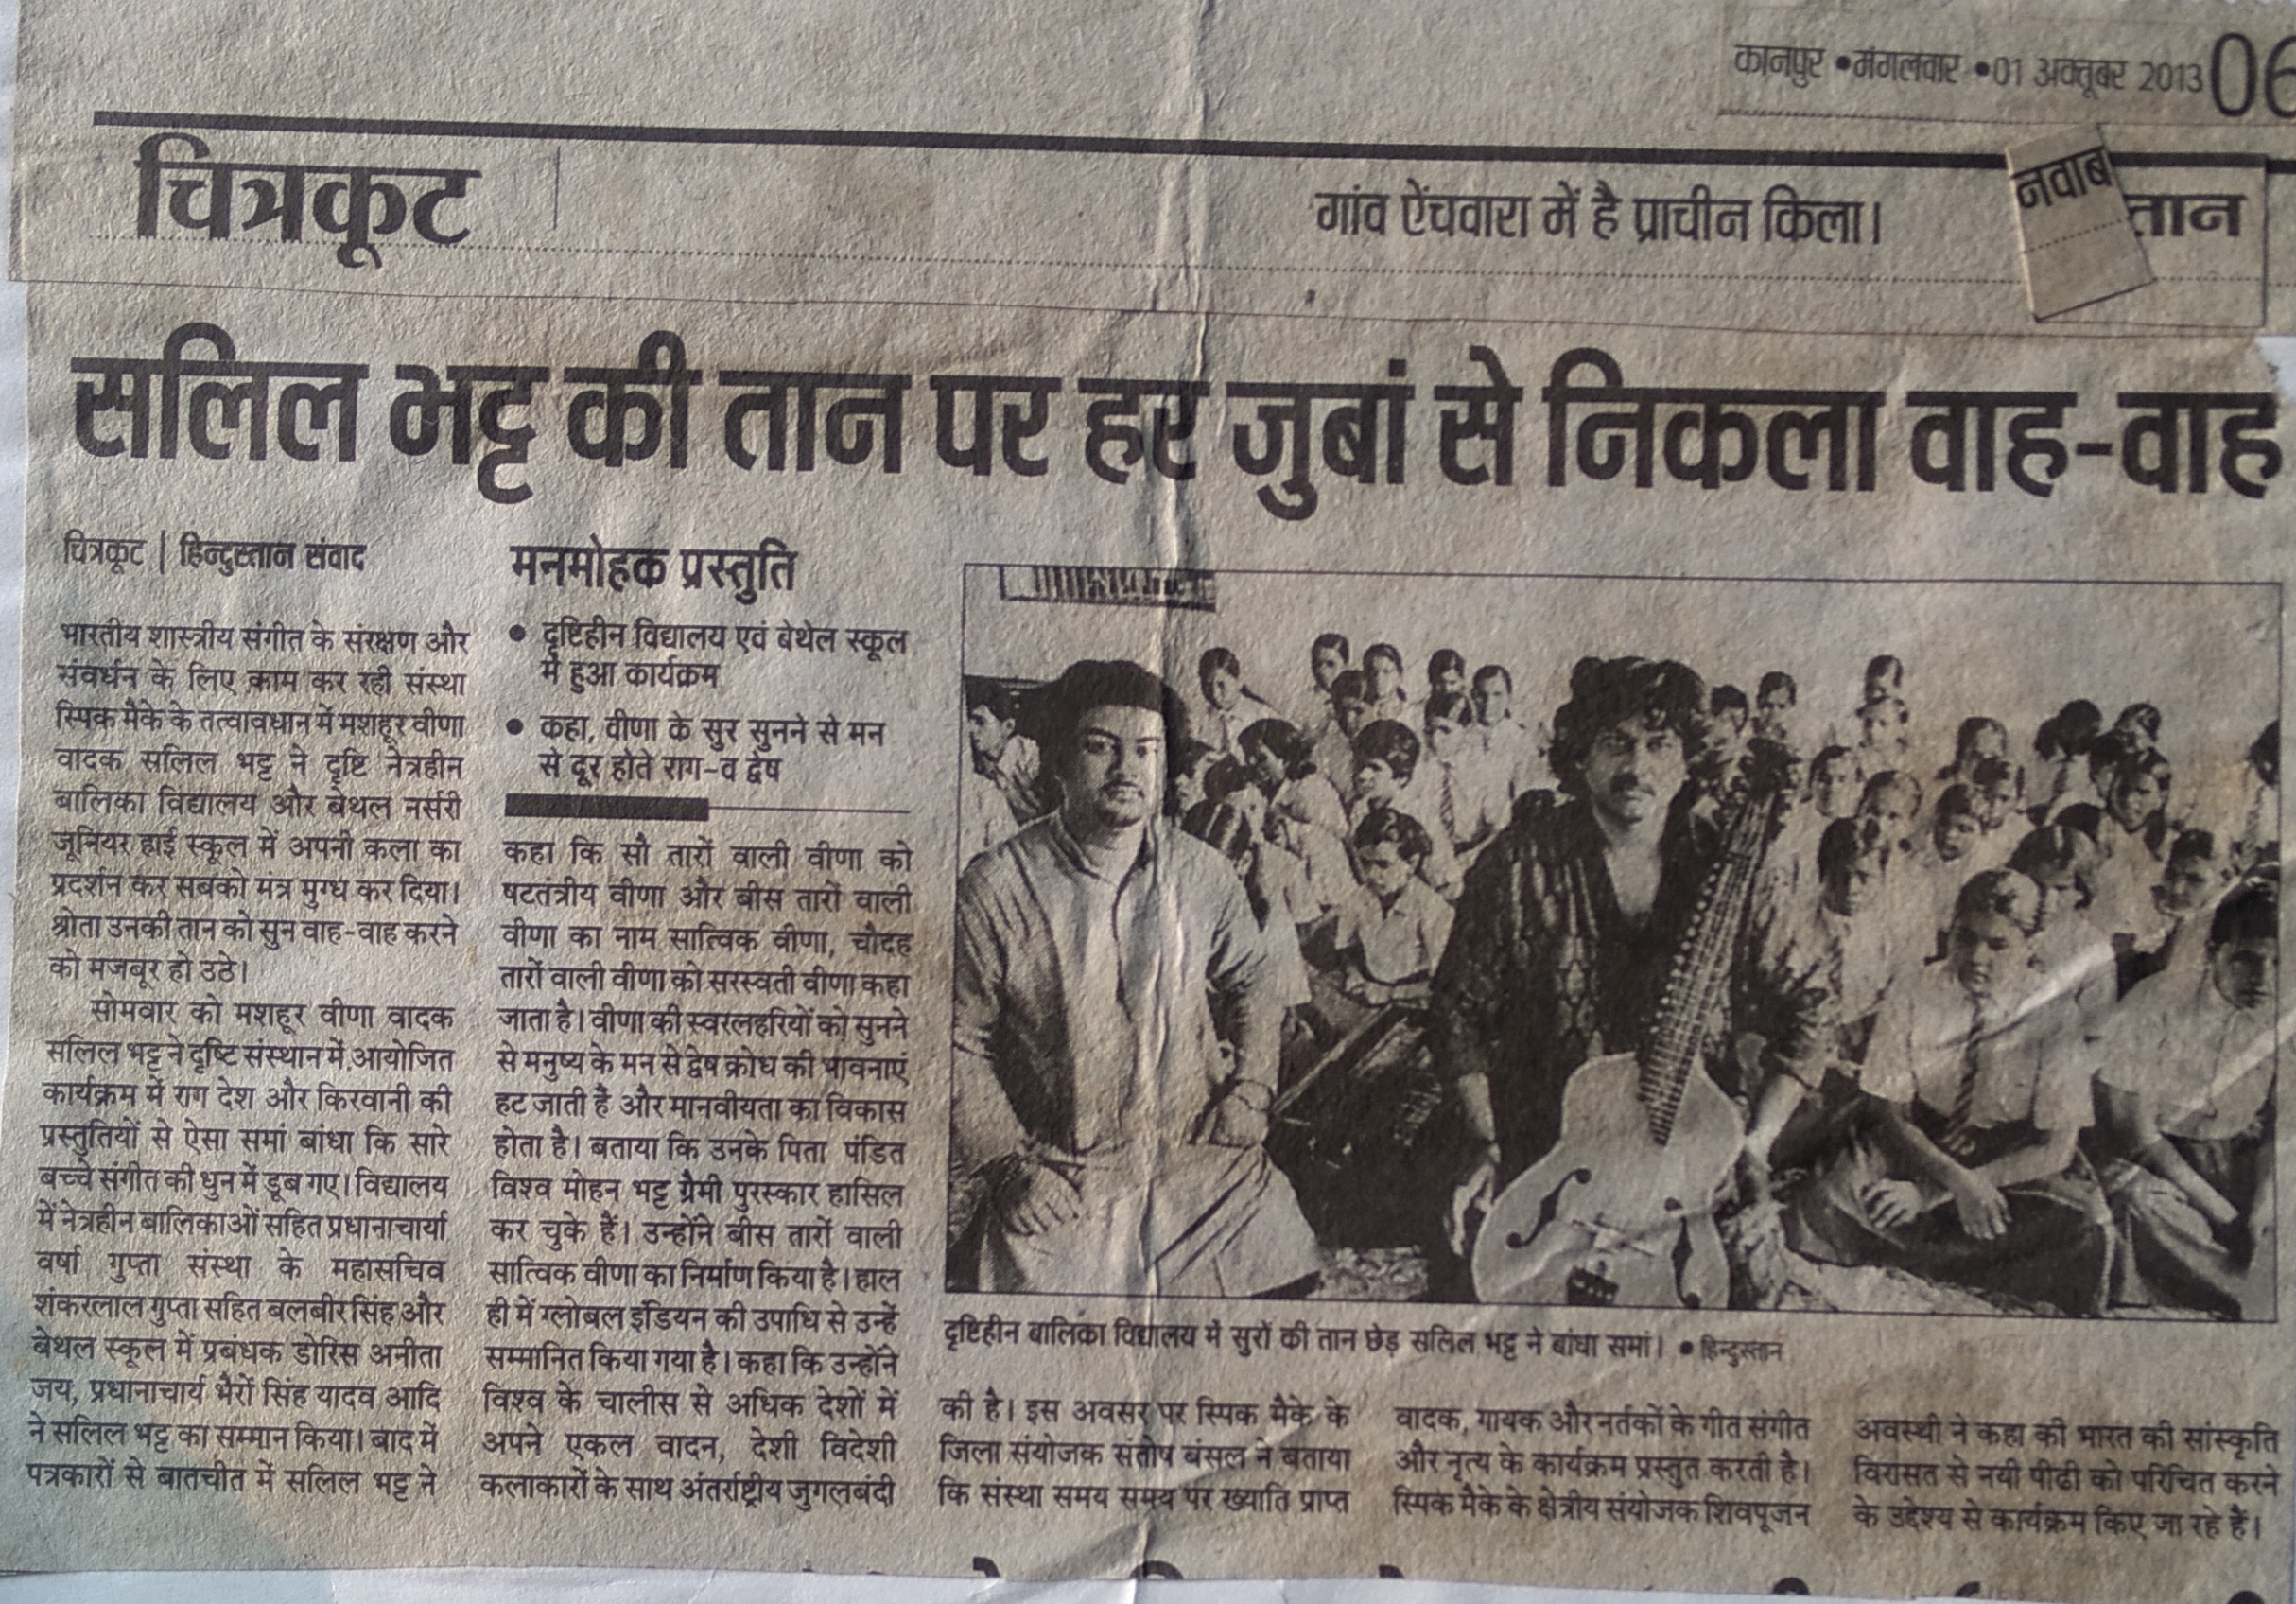 कानपुर •मंगलवार •01 अक्तूबर 2013 06
चित्रकूट
गांव ऐंचवारा में है प्राचीन किला।
नवाब
तान
सलिल भट्ट की तान पर हर जुबां से निकला वाह-वाह
चित्रकूट | हिन्दुस्तान संवाद
भारतीय शास्त्रीय संगीत के संरक्षण और
संवर्धन के लिए काम कर रही संस्था
स्पिक मैके के तत्वावधान में मशहूर वीणा
वादक सलिल भट्ट ने दृष्टि नेत्रहीन
बालिका विद्यालय और बेथल नर्सरी
जूनियर हाई स्कूल में अपनी कला का
प्रदर्शन कर सबको मंत्र मुग्ध कर दिया।
श्रोता उनकी तान को सुन वाह-वाह करने
को मजबूर हो उठे।
सोमवार को मशहूर वीणा वादक
सलिल भट्ट ने दृष्टि संस्थान में आयोजित
कार्यक्रम में राग देश और किरवानी की
प्रस्तुतियों से ऐसा समां बांधा कि सारे
बच्चे संगीत की धुन में डूब गए। विद्यालय
में नेत्रहीन बालिकाओं सहित प्रधानाचार्या
वर्षा गुप्ता संस्था के महासचिव
शंकरलाल गुप्ता सहित बलबीर सिंह और
बेथल स्कूल में प्रबंधक डोरिस अनीता
जय, प्रधानाचार्य भैरों सिंह यादव आदि
ने सलिल भट्ट का सम्मान किया। बाद में
पत्रकारों से बातचीत में सलिल भट्ट ने
मनमोहक प्रस्तुति
• दृष्टिहीन विद्यालय एवं बेथेल स्कूल
में हुआ कार्यक्रम
• कहा, वीणा के सुर सुनने से मन
से दूर होते राग-व द्वेष
कहा कि सौ तारों वाली वीणा को
षटतंत्रीय वीणा और बीस तारों वाली
वीणा का नाम सात्विक वीणा, चौदह
तारों वाली वीणा को सरस्वती वीणा कहा
जाता है। वीणा की स्वरलहरियों को सुनने
से मनुष्य के मन से द्वेष क्रोध की भावनाएं
हट जाती हैं और मानवीयता का विकास
होता है। बताया कि उनके पिता पंडित
विश्व मोहन भट्ट ग्रैमी पुरस्कार हासिल
कर चुके हैं। उन्होंने बीस तारों वाली
सात्विक वीणा का निर्माण किया है। हाल
ही में ग्लोबल इंडियन की उपाधि से उन्हें
सम्मानित किया गया है। कहा कि उन्होंने
विश्व के चालीस से अधिक देशों में
अपने एकल वादन, देशी विदेशी
कलाकारों के साथ अंतर्राष्ट्रीय जुगलबंदी
दृष्टिहीन बालिका विद्यालय में सुरों की तान छेड़ सलिल भट्ट ने बांधा समां। • हिन्दुस्तान
की है। इस अवसर पर स्पिक मैके के
जिला संयोजक संतोष बंसल ने बताया
कि संस्था समय समय पर ख्याति प्राप्त
वादक, गायक और नर्तकों के गीत संगीत
और नृत्य के कार्यक्रम प्रस्तुत करती है।
स्पिक मैके के क्षेत्रीय संयोजक शिवपूजन
अवस्थी ने कहा की भारत की सांस्कृति
विरासत से नयी पीढी को परिचित करने
के उद्देश्य से कार्यक्रम किए जा रहे हैं।